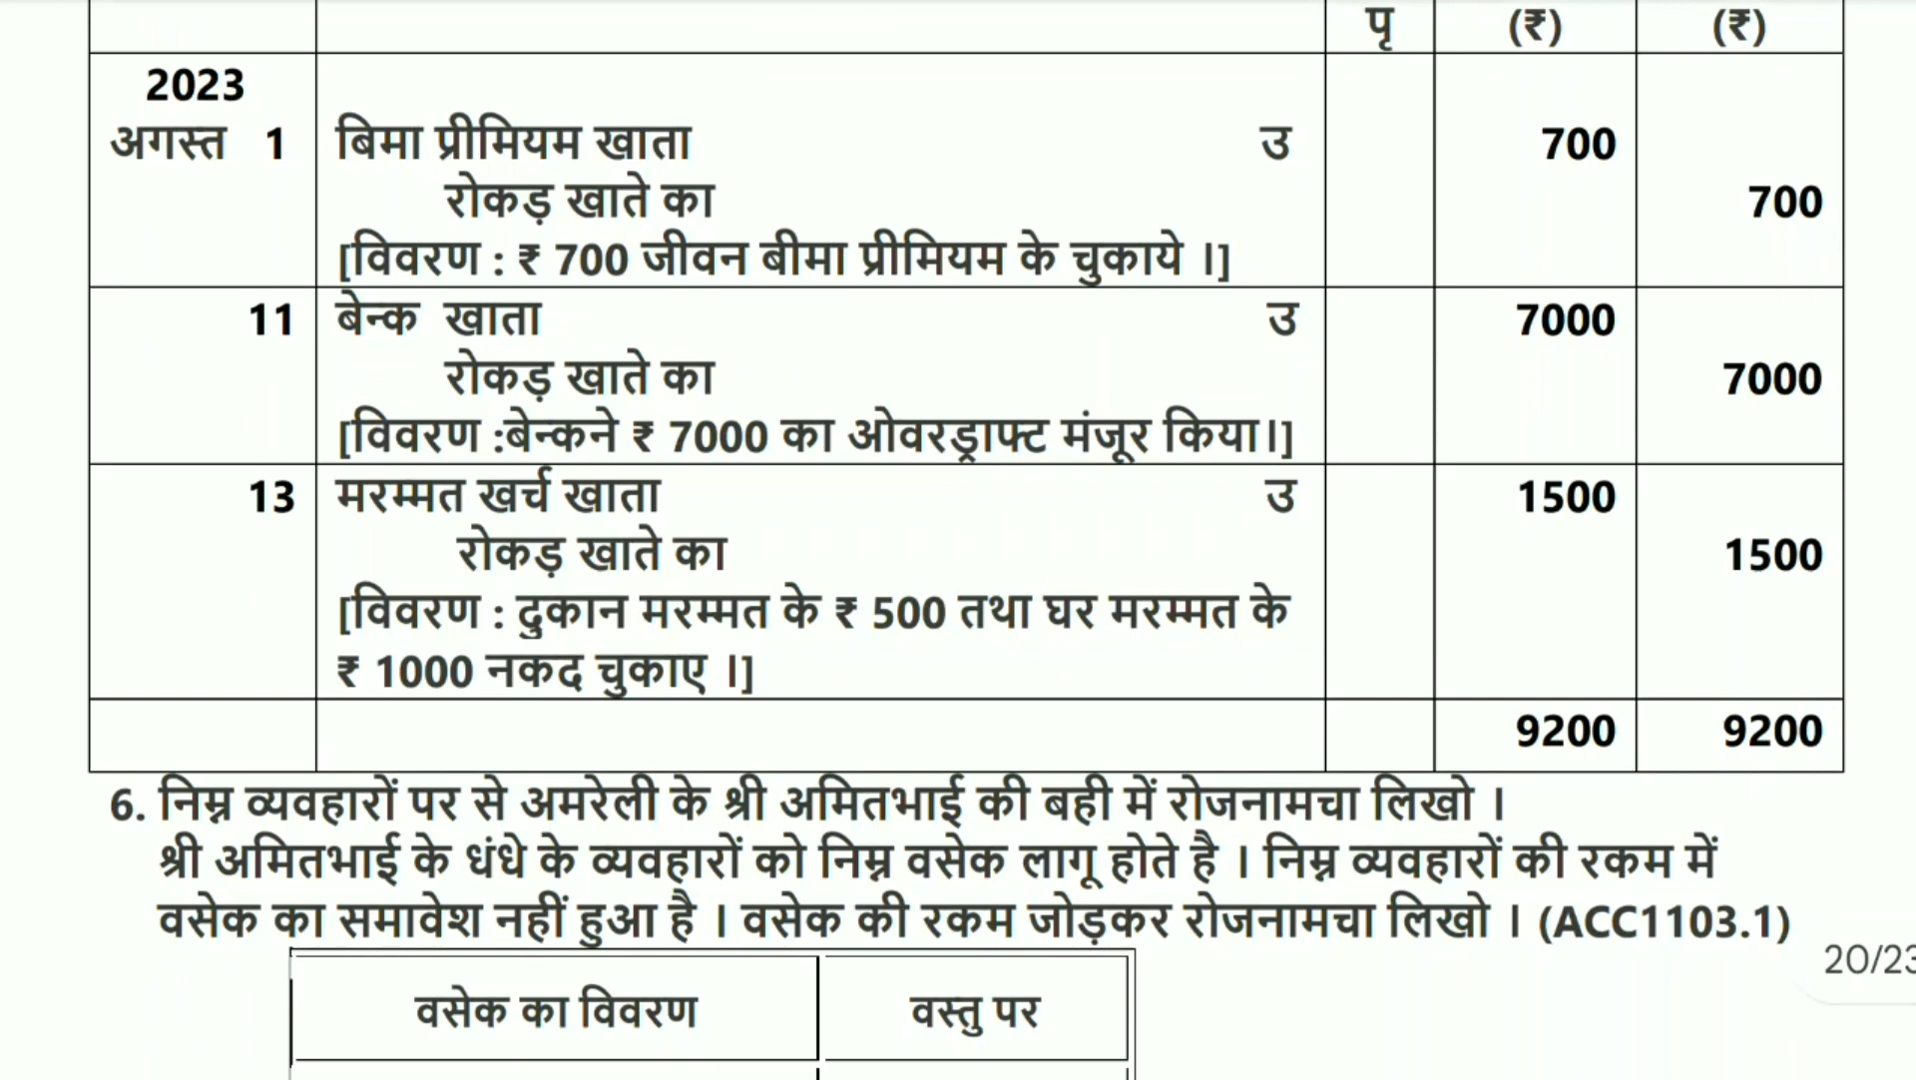 पृ (₹) (₹)
2023
अगस्त 1 बिमा प्रीमियम खाता उ 700
रोकड़ खाते का 700
[विवरण : ₹ 700 जीवन बीमा प्रीमियम के चुकाये ।]
11 बेन्क खाता उ 7000
रोकड़ खाते का 7000
[विवरण :बेन्कने ₹ 7000 का ओवरड्राफ्ट मंजूर किया।]
13 मरम्मत खर्च खाता उ 1500
रोकड़ खाते का 1500
[विवरण : दुकान मरम्मत के ₹ 500 तथा घर मरम्मत के
₹ 1000 नकद चुकाए ।]
9200 9200
6. निम्न व्यवहारों पर से अमरेली के श्री अमितभाई की बही में रोजनामचा लिखो ।
श्री अमितभाई के धंधे के व्यवहारों को निम्न वसेक लागू होते है । निम्न व्यवहारों की रकम में
वसेक का समावेश नहीं हुआ है । वसेक की रकम जोड़कर रोजनामचा लिखो । (ACC1103.1)
20/23
वसेक का विवरण वस्तु पर